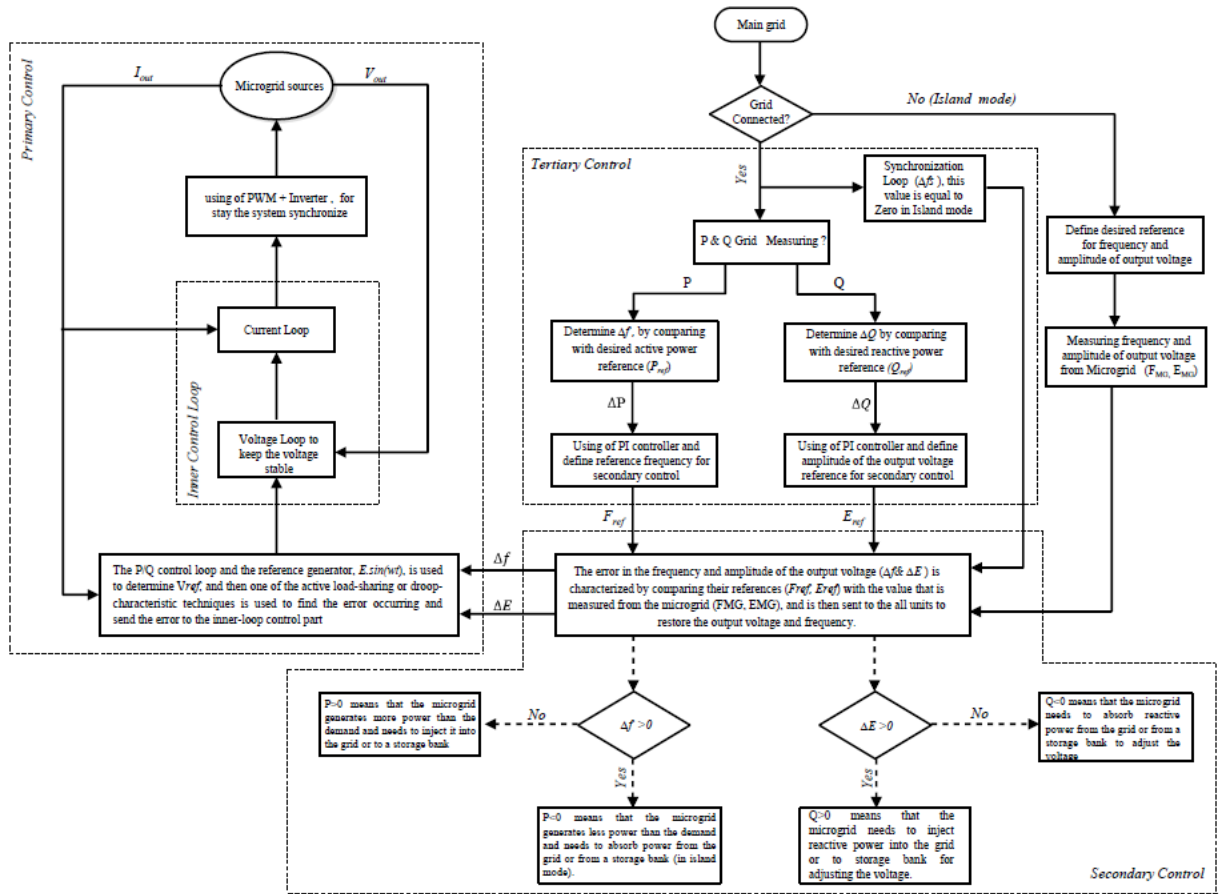 Main grid
Grid
Connected?
No (Island mode)
Yes
Primary Control
I_out
Microgrid sources
V_out
using of PWM + Inverter , for
stay the system synchronize
Inner Control Loop
Current Loop
Voltage Loop to
keep the voltage
stable
The P/Q control loop and the reference generator, E.sin(wt), is used
to determine Vref, and then one of the active load-sharing or droop-
characteristic techniques is used to find the error occurring and
send the error to the inner-loop control part
Tertiary Control
Synchronization
Loop (Δfs ), this
value is equal to
Zero in Island mode
P & Q Grid Measuring ?
P
Q
Determine Δf , by comparing
with desired active power
reference (P_ref)
Determine ΔQ by comparing
with desired reactive power
reference (Q_ref)
ΔP
ΔQ
Using of PI controller and
define reference frequency for
secondary control
Using of PI controller and define
amplitude of the output voltage
reference for secondary control
F_ref
E_ref
Define desired reference
for frequency and
amplitude of output voltage
Measuring frequency and
amplitude of output voltage
from Microgrid (F_MG, E_MG)
Δf
ΔE
The error in the frequency and amplitude of the output voltage (Δf& ΔE ) is
characterized by comparing their references (Fref, Eref) with the value that is
measured from the microgrid (FMG, EMG), and is then sent to the all units to
restore the output voltage and frequency.
P>0 means that the microgrid
generates more power than the
demand and needs to inject it into
the grid or to a storage bank
No
Δf >0
Yes
ΔE >0
No
Yes
Q<0 means that the microgrid
needs to absorb reactive
power from the grid or from a
storage bank to adjust the
voltage
P<0 means that the microgrid
generates less power than the demand
and needs to absorb power from the
grid or from a storage bank (in island
mode).
Q>0 means that the
microgrid needs to inject
reactive power into the grid
or to storage bank for
adjusting the voltage.
Secondary Control